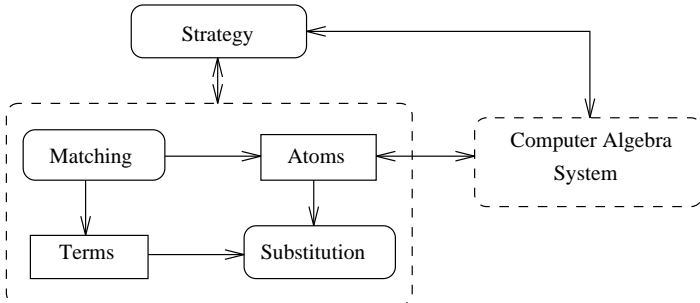 Strategy
Matching
Atoms
Computer Algebra
System
Terms
Substitution